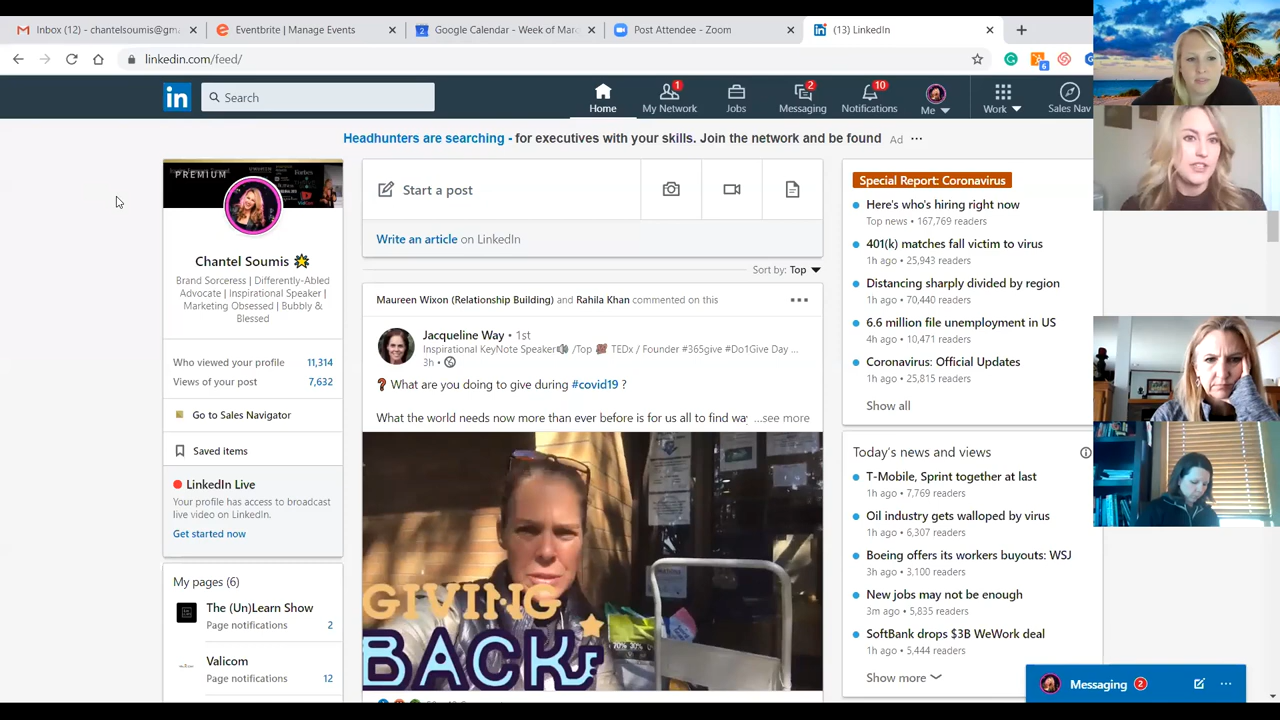 Inbox (12) - chantelsoumis@gma
Eventbrite | Manage Events
Google Calendar - Week of Marc
Post Attendee - Zoom
(13) LinkedIn
linkedin.com/feed/
6
in
Search
Home
1
My Network
Jobs
2
Messaging
10
Notifications
Me
Work
Sales Nav
Headhunters are searching - for executives with your skills. Join the network and be found Ad
PREMIUM
Forbes
Chantel Soumis
Brand Sorceress | Differently-Abled
Advocate | Inspirational Speaker |
Marketing Obsessed | Bubbly &
Blessed
Who viewed your profile 11,314
Views of your post 7,632
Go to Sales Navigator
Saved items
LinkedIn Live
Your profile has access to broadcast
live video on LinkedIn.
Get started now
My pages (6)
The (Un)Learn Show
Page notifications 2
Valicom
Page notifications 12
Start a post
Write an article on LinkedIn
Sort by: Top
Maureen Wixon (Relationship Building) and Rahila Khan commented on this
Jacqueline Way • 1st
Inspirational KeyNote Speaker /Top TEDx / Founder #365give #Do1Give Day ...
3h •
? What are you doing to give during #covid19 ?
What the world needs now more than ever before is for us all to find way ...see more
GIVING
BACK
Special Report: Coronavirus
Here's who's hiring right now
Top news • 167,769 readers
401(k) matches fall victim to virus
1h ago • 25,943 readers
Distancing sharply divided by region
1h ago • 70,440 readers
6.6 million file unemployment in US
4h ago • 10,471 readers
Coronavirus: Official Updates
1h ago • 25,815 readers
Show all
Today's news and views
T-Mobile, Sprint together at last
1h ago • 7,769 readers
Oil industry gets walloped by virus
1h ago • 6,307 readers
Boeing offers its workers buyouts: WSJ
3h ago • 3,100 readers
New jobs may not be enough
3m ago • 5,835 readers
SoftBank drops $3B WeWork deal
1h ago • 5,444 readers
Show more
Messaging 2